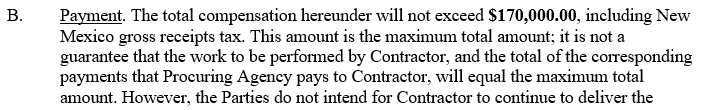 B. Payment. The total compensation hereunder will not exceed $170,000.00, including New
Mexico gross receipts tax. This amount is the maximum total amount; it is not a
guarantee that the work to be performed by Contractor, and the total of the corresponding
payments that Procuring Agency pays to Contractor, will equal the maximum total
amount. However, the Parties do not intend for Contractor to continue to deliver the